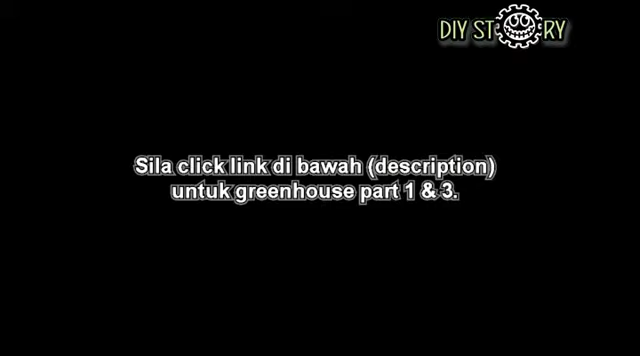 DIY STORY
Sila click link di bawah (description)
untuk greenhouse part 1 & 3.